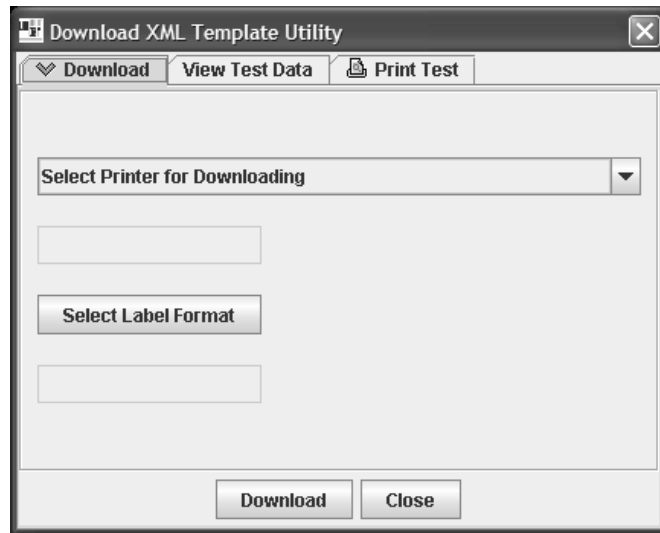 Download XML Template Utility
Download View Test Data Print Test
Select Printer for Downloading
Select Label Format
Download Close